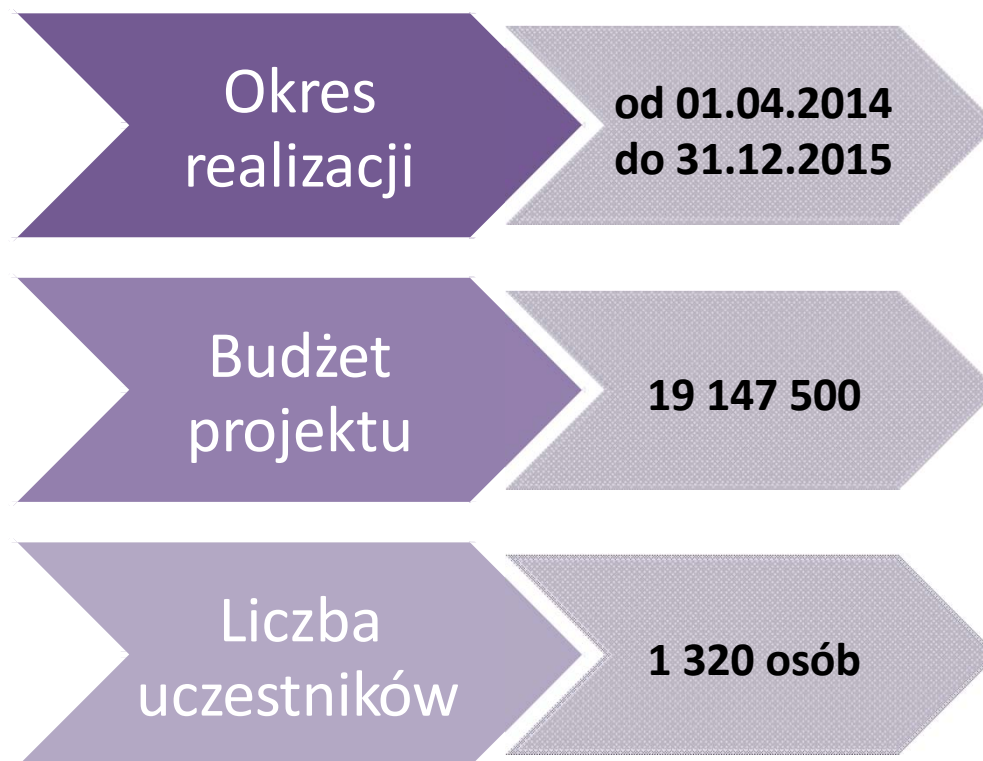 Okres
realizacji
od 01.04.2014
do 31.12.2015
Budżet
projektu
19 147 500
Liczba
uczestników
1 320 osób